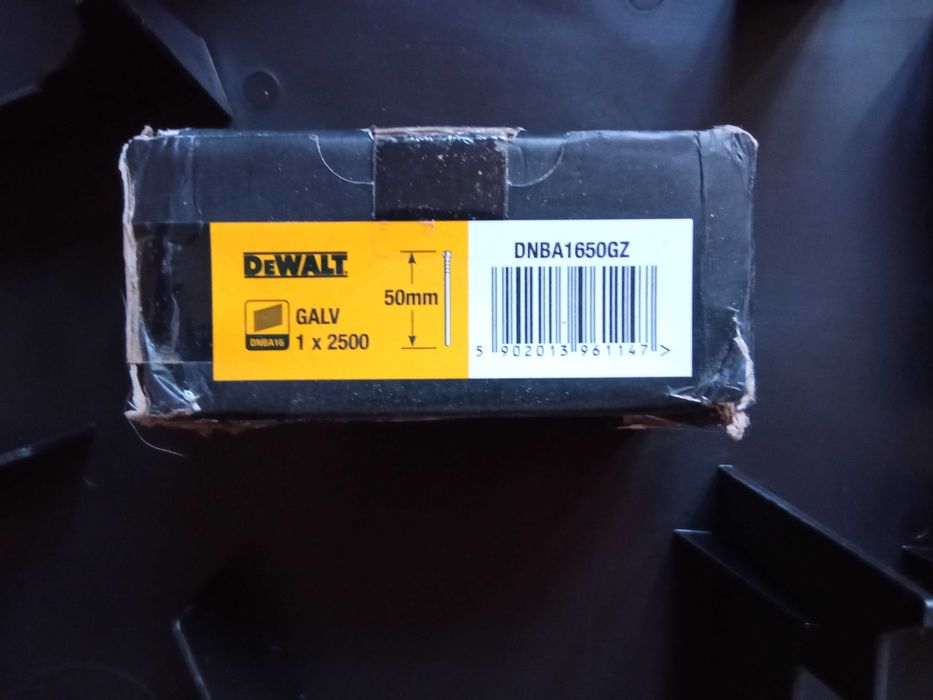 DEWALT
DNBA16
GALV
1 x 2500
50mm
DNBA1650GZ
5 902013 961147 >